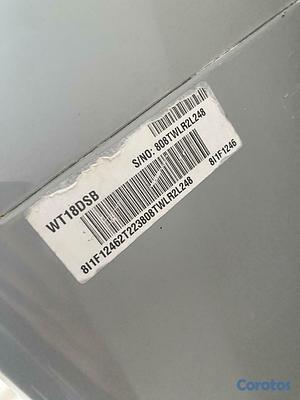 S/NO: 808TWLR2L248
WT18DSB
8I1F1246
8I1F12462T223808TWLR2L248
Corotos